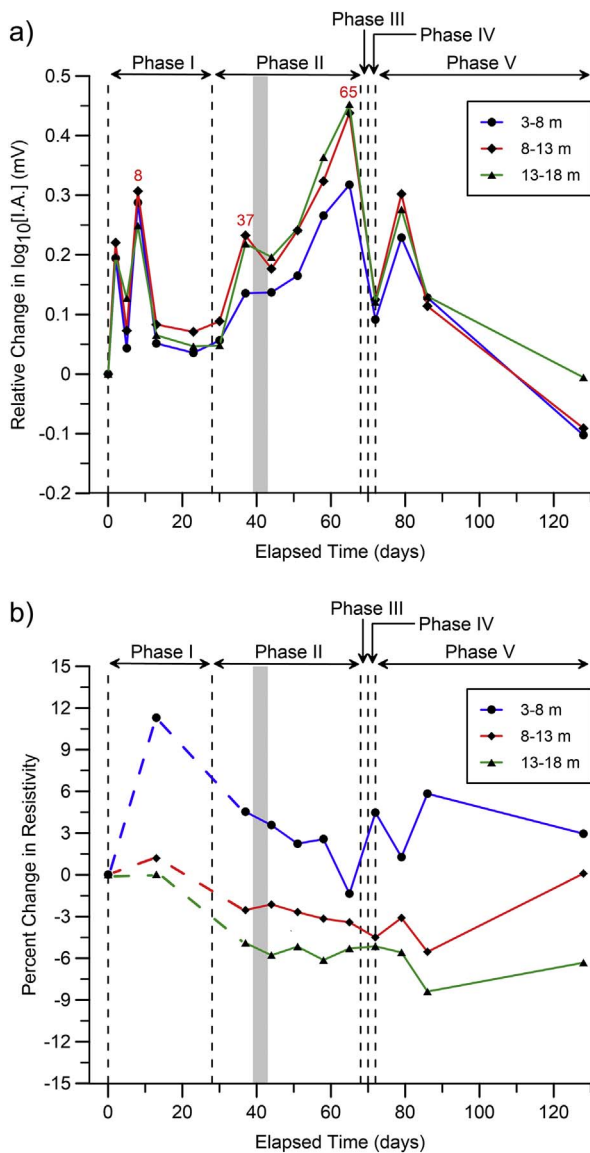 a)
Phase III
Phase IV
Phase I
Phase II
Phase V
0.5
0.4
0.3
0.2
0.1
0
-0.1
-0.2
Relative Change in log10[I.A.] (mV)
8
37
65
3-8 m
8-13 m
13-18 m
0 20 40 60 80 100 120
Elapsed Time (days)
b)
Phase III
Phase IV
Phase I
Phase II
Phase V
15
12
9
6
3
0
-3
-6
-9
-12
-15
Percent Change in Resistivity
3-8 m
8-13 m
13-18 m
0 20 40 60 80 100 120
Elapsed Time (days)